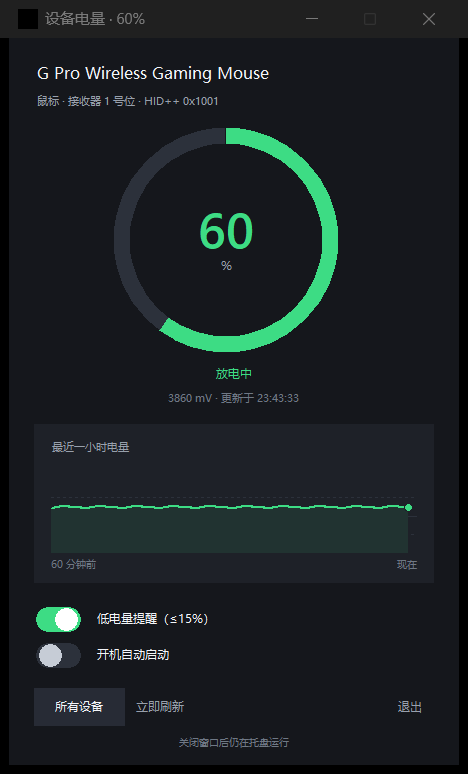 设备电量 · 60%
G Pro Wireless Gaming Mouse
鼠标 · 接收器 1 号位 · HID++ 0x1001
60
%
放电中
3860 mV · 更新于 23:43:33
最近一小时电量
60 分钟前 现在
低电量提醒（≤15%）
开机自动启动
所有设备 立即刷新 退出
关闭窗口后仍在托盘运行